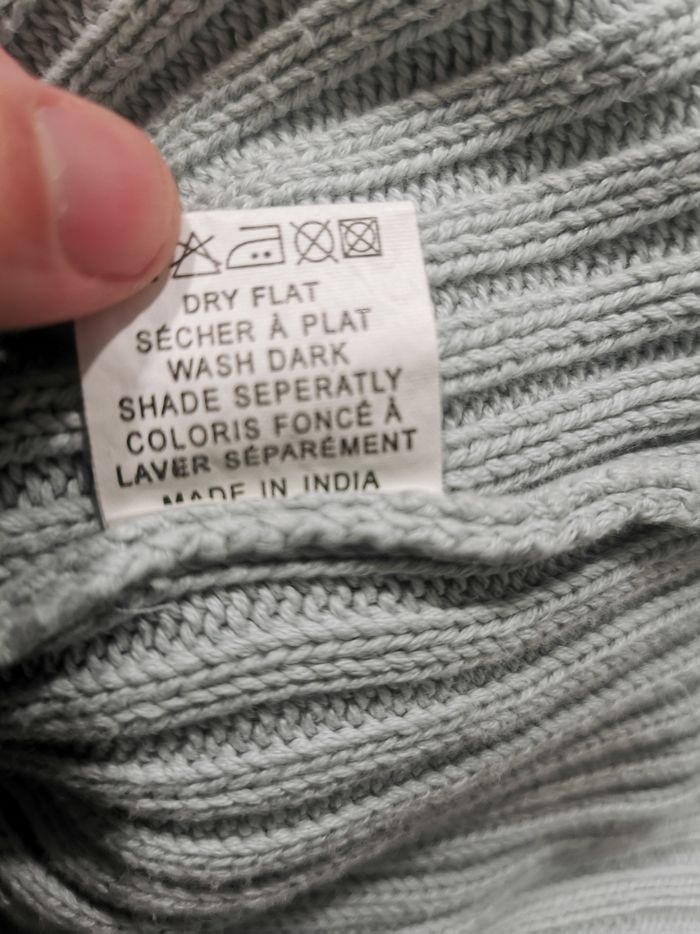 DRY FLAT
SÉCHER À PLAT
WASH DARK
SHADE SEPERATLY
COLORIS FONCÉ À
LAVER SÉPARÉMENT
MADE IN INDIA